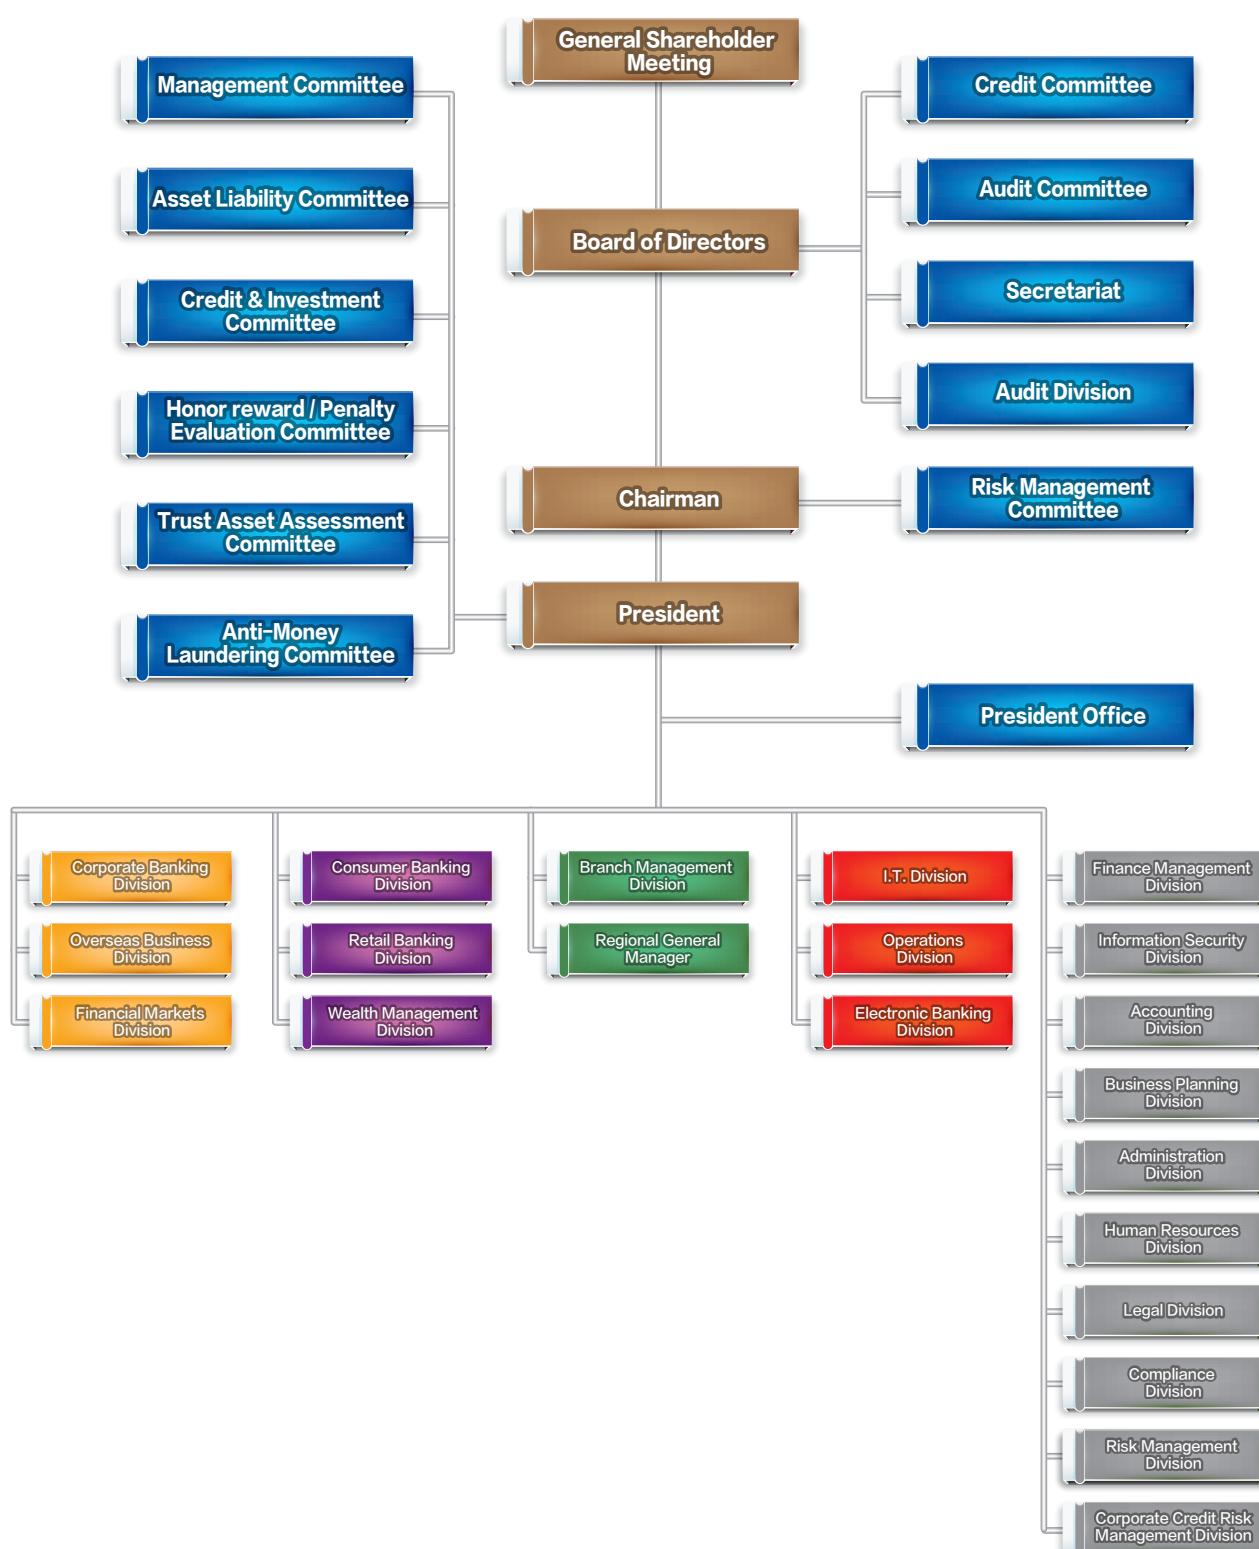 General Shareholder
Meeting
Management Committee
Asset Liability Committee
Credit & Investment
Committee
Honor reward / Penalty
Evaluation Committee
Trust Asset Assessment
Committee
Anti-Money
Laundering Committee
Board of Directors
Chairman
President
Credit Committee
Audit Committee
Secretariat
Audit Division
Risk Management
Committee
President Office
Corporate Banking
Division
Overseas Business
Division
Financial Markets
Division
Consumer Banking
Division
Retail Banking
Division
Wealth Management
Division
Branch Management
Division
Regional General
Manager
I.T. Division
Operations
Division
Electronic Banking
Division
Finance Management
Division
Information Security
Division
Accounting
Division
Business Planning
Division
Administration
Division
Human Resources
Division
Legal Division
Compliance
Division
Risk Management
Division
Corporate Credit Risk
Management Division